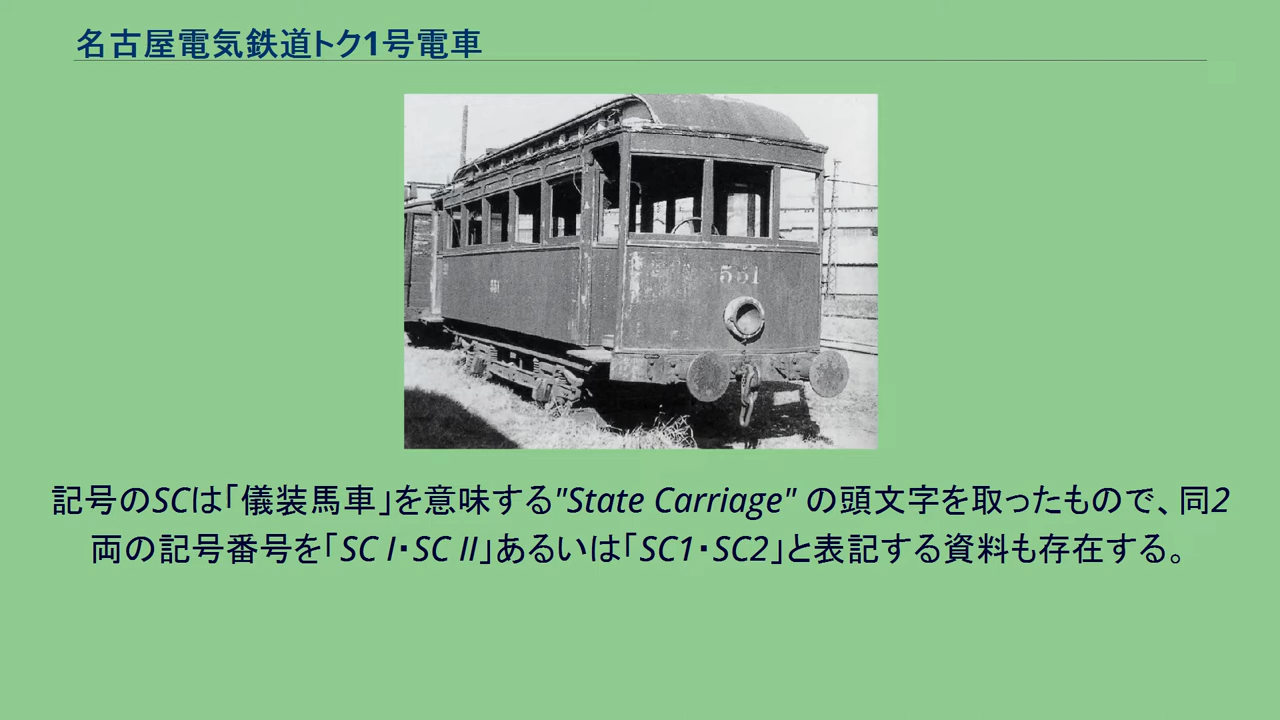 名古屋電気鉄道トク1号電車
551
551
記号のSCは「儀装馬車」を意味する"State Carriage" の頭文字を取ったもので、同2
両の記号番号を「SC I・SC II」あるいは「SC1・SC2」と表記する資料も存在する。